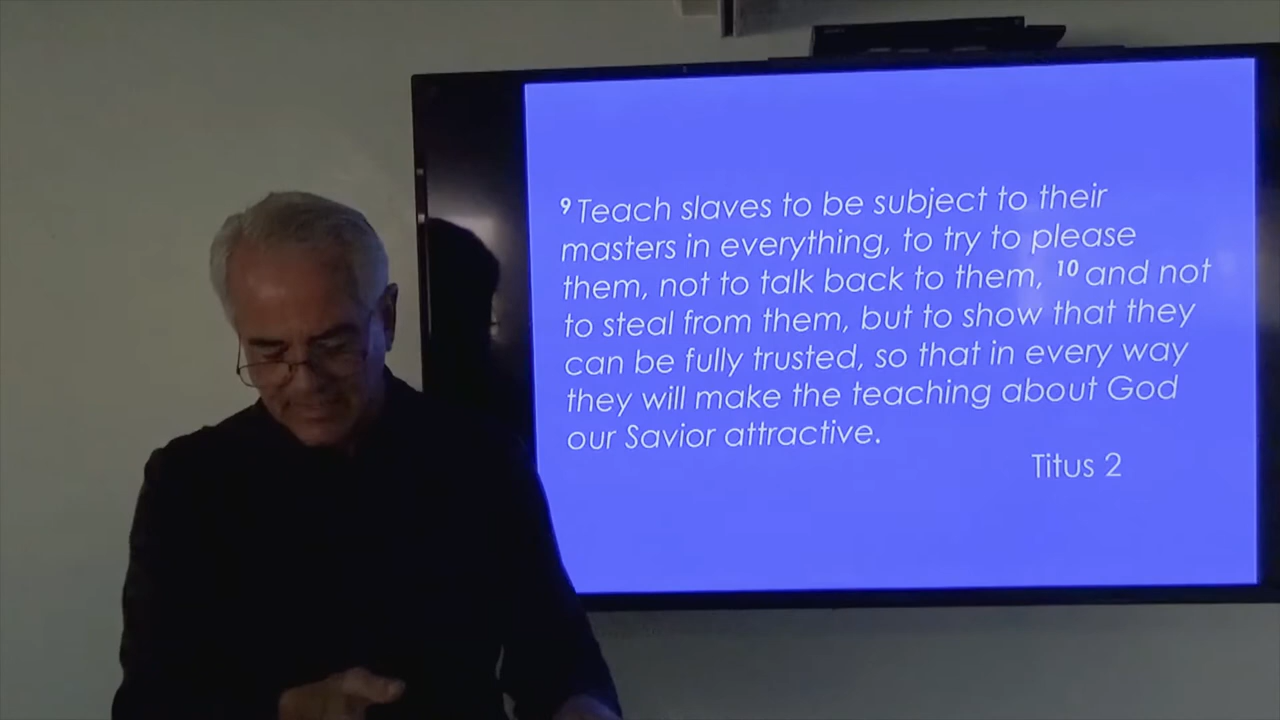 9 Teach slaves to be subject to their
masters in everything, to try to please
them, not to talk back to them, 10 and not
to steal from them, but to show that they
can be fully trusted, so that in every way
they will make the teaching about God
our Savior attractive.
Titus 2